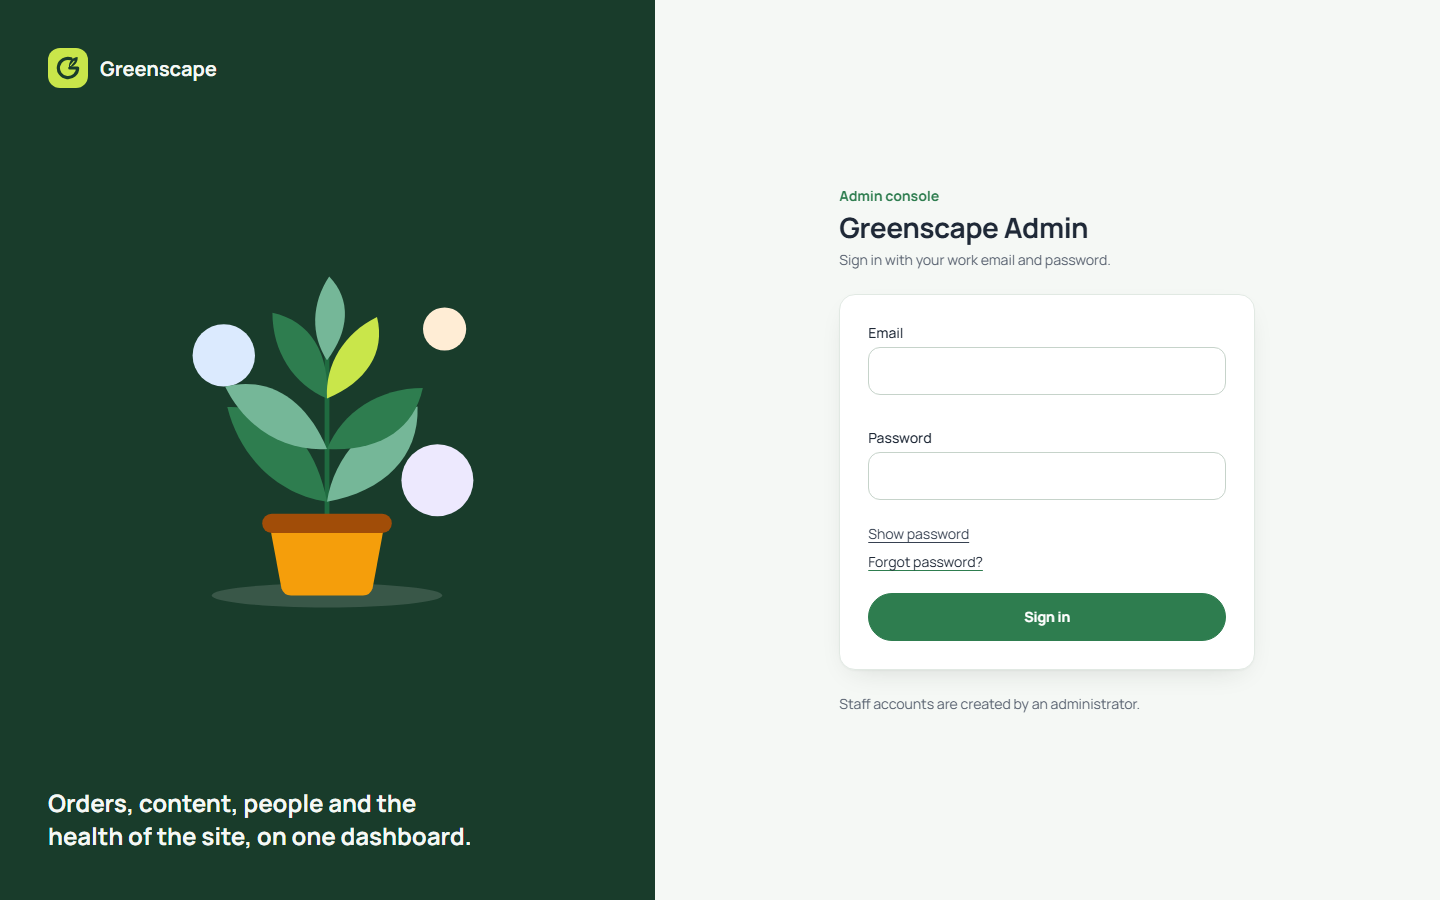 Greenscape
Orders, content, people and the
health of the site, on one dashboard.
Admin console
Greenscape Admin
Sign in with your work email and password.
Email
Password
Show password
Forgot password?
Sign in
Staff accounts are created by an administrator.